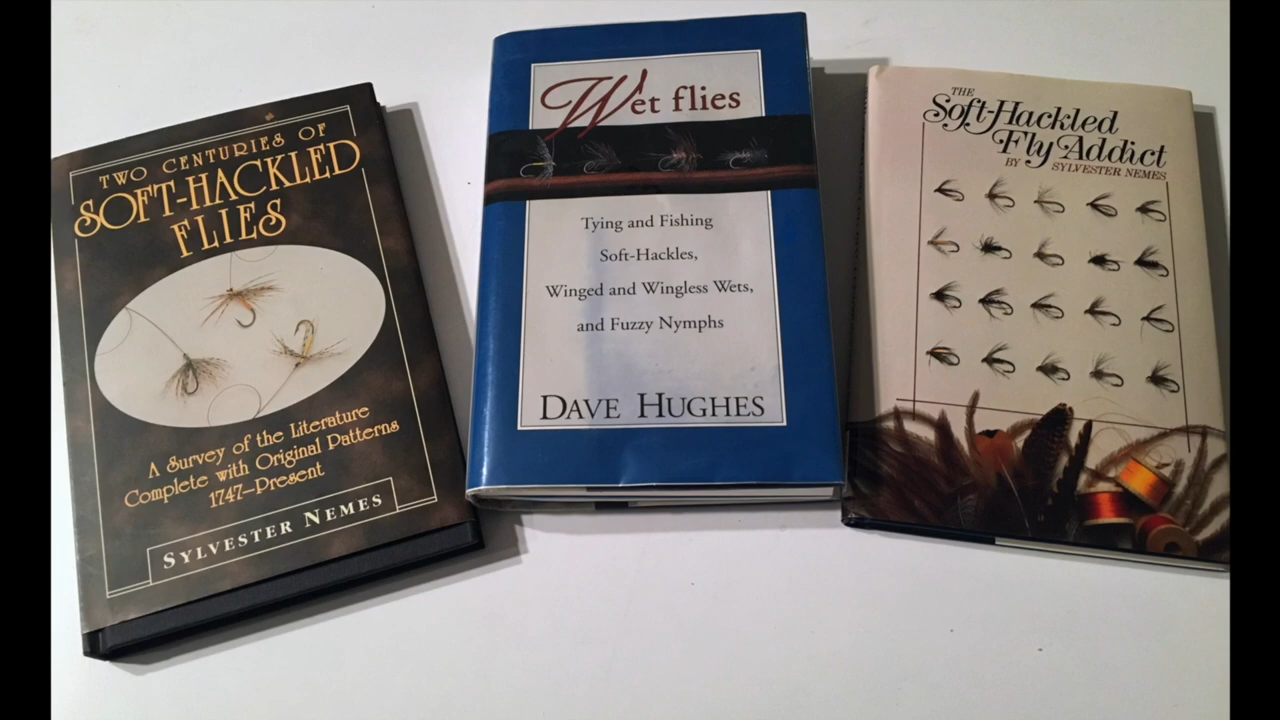 TWO CENTURIES OF
SOFT-HACKLED
FLIES
A Survey of the Literature
Complete with Original Patterns
1747–Present
SYLVESTER NEMES
Wet flies
Tying and Fishing
Soft-Hackles,
Winged and Wingless Wets,
and Fuzzy Nymphs
DAVE HUGHES
THE
Soft-Hackled
Fly Addict
BY SYLVESTER NEMES